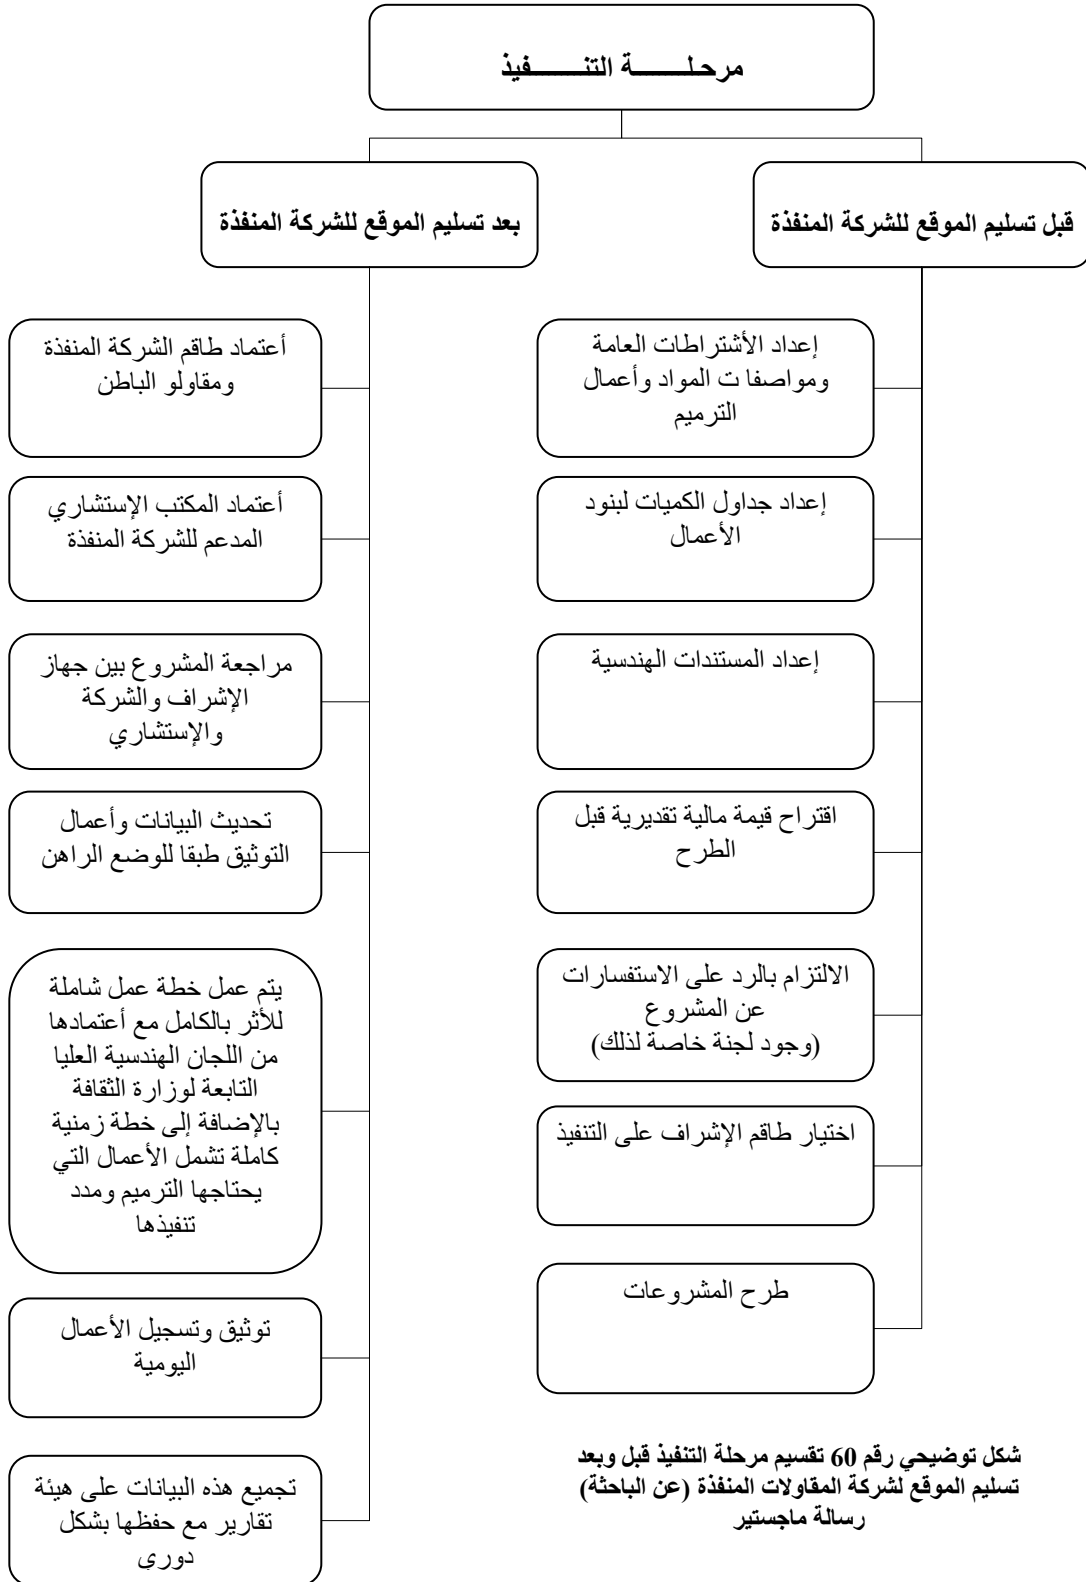 مرحلـــــة التنـــــفيذ
قبل تسليم الموقع للشركة المنفذة
إعداد الأشتراطات العامة
ومواصفا ت المواد وأعمال
الترميم
إعداد جداول الكميات لبنود
الأعمال
إعداد المستندات الهندسية
اقتراح قيمة مالية تقديرية قبل
الطرح
الالتزام بالرد على الاستفسارات
عن المشروع
(وجود لجنة خاصة لذلك)
اختيار طاقم الإشراف على التنفيذ
طرح المشروعات
بعد تسليم الموقع للشركة المنفذة
أعتماد طاقم الشركة المنفذة
ومقاولو الباطن
أعتماد المكتب الإستشاري
المدعم للشركة المنفذة
مراجعة المشروع بين جهاز
الإشراف والشركة
والإستشاري
تحديث البيانات وأعمال
التوثيق طبقا للوضع الراهن
يتم عمل خطة عمل شاملة
للأثر بالكامل مع أعتمادها
من اللجان الهندسية العليا
التابعة لوزارة الثقافة
بالإضافة إلى خطة زمنية
كاملة تشمل الأعمال التي
يحتاجها الترميم ومدد
تنفيذها
توثيق وتسجيل الأعمال
اليومية
تجميع هذه البيانات على هيئة
تقارير مع حفظها بشكل
دوري
شكل توضيحي رقم 60 تقسيم مرحلة التنفيذ قبل وبعد
تسليم الموقع لشركة المقاولات المنفذة (عن الباحثة)
رسالة ماجستير